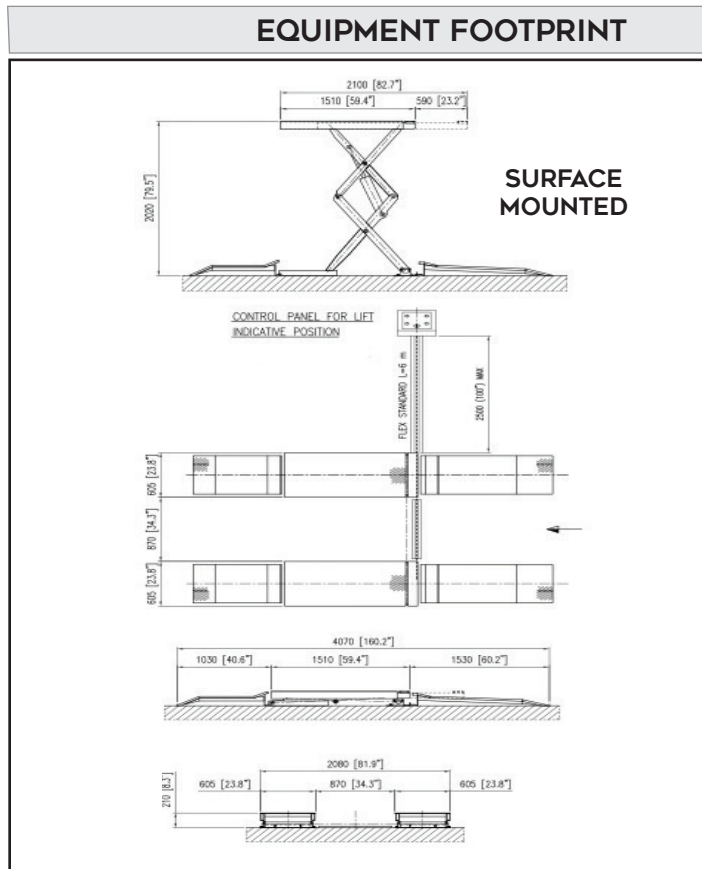 EQUIPMENT FOOTPRINT
2100 [82.7"]
1510 [59.4"] 590 [23.2"]
2020 [79.5"]
SURFACE
MOUNTED
CONTROL PANEL FOR LIFT
INDICATIVE POSITION
FLEX STANDARD L=6 m
2500 (100") MAX
605 [23.8"]
870 [34.3"]
605 [23.8"]
4070 [160.2"]
1030 [40.6"] 1510 [59.4"] 1530 [60.2"]
2080 [81.9"]
605 [23.8"] 870 [34.3"] 605 [23.8"]
210 [8.3"]